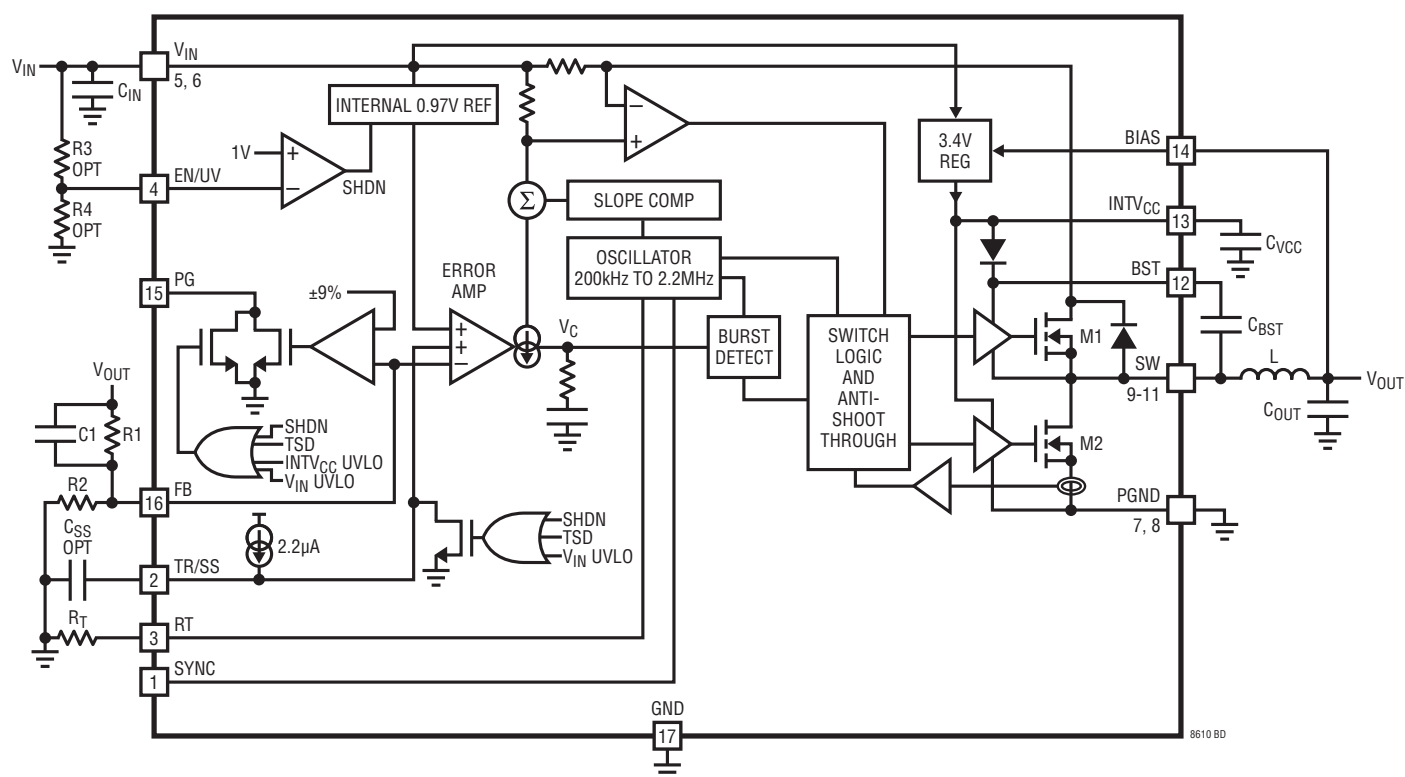 VIN
VIN
5, 6
CIN
INTERNAL 0.97V REF
R3
OPT
1V
+
–
SHDN
4
EN/UV
R4
OPT
–
+
3.4V
REG
BIAS
14
Σ
SLOPE COMP
INTVCC
13
CVCC
OSCILLATOR
200kHz TO 2.2MHz
BST
12
CBST
PG
15
±9%
ERROR
AMP
+
+
–
VC
BURST
DETECT
SWITCH
LOGIC
AND
ANTI-
SHOOT
THROUGH
M1
SW
9-11
L
VOUT
COUT
M2
VOUT
C1
R1
SHDN
TSD
INTVCC UVLO
VIN UVLO
R2
16
FB
PGND
7, 8
CSS
OPT
2.2µA
SHDN
TSD
VIN UVLO
2
TR/SS
RT
3
RT
1
SYNC
GND
17
8610 BD